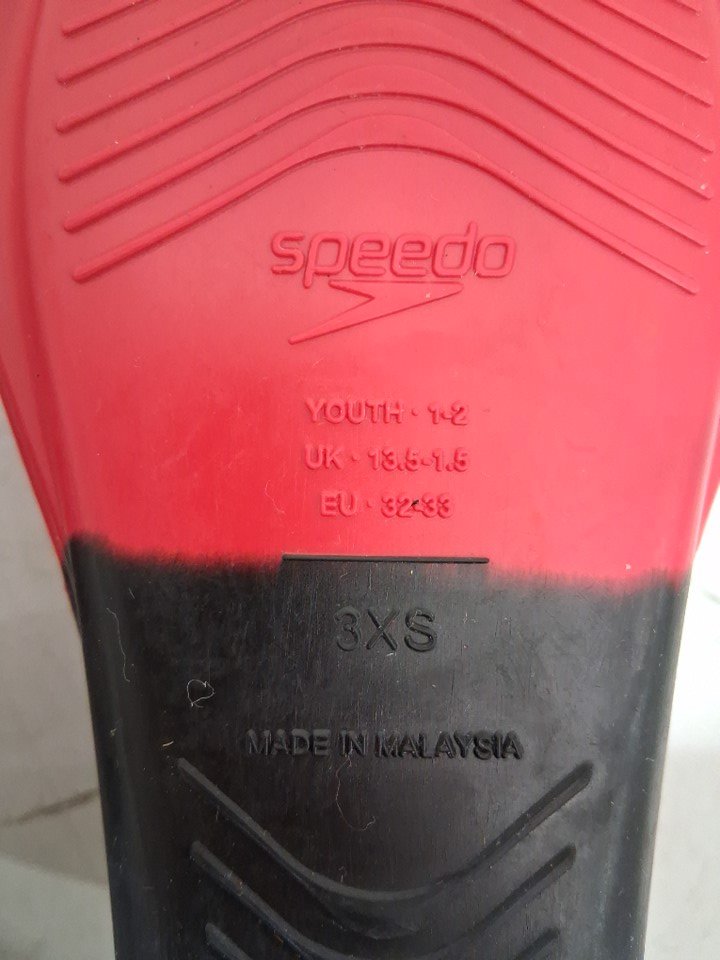 speedo
YOUTH · 1-2
UK · 13.5-1.5
EU · 32-33
3XS
MADE IN MALAYSIA